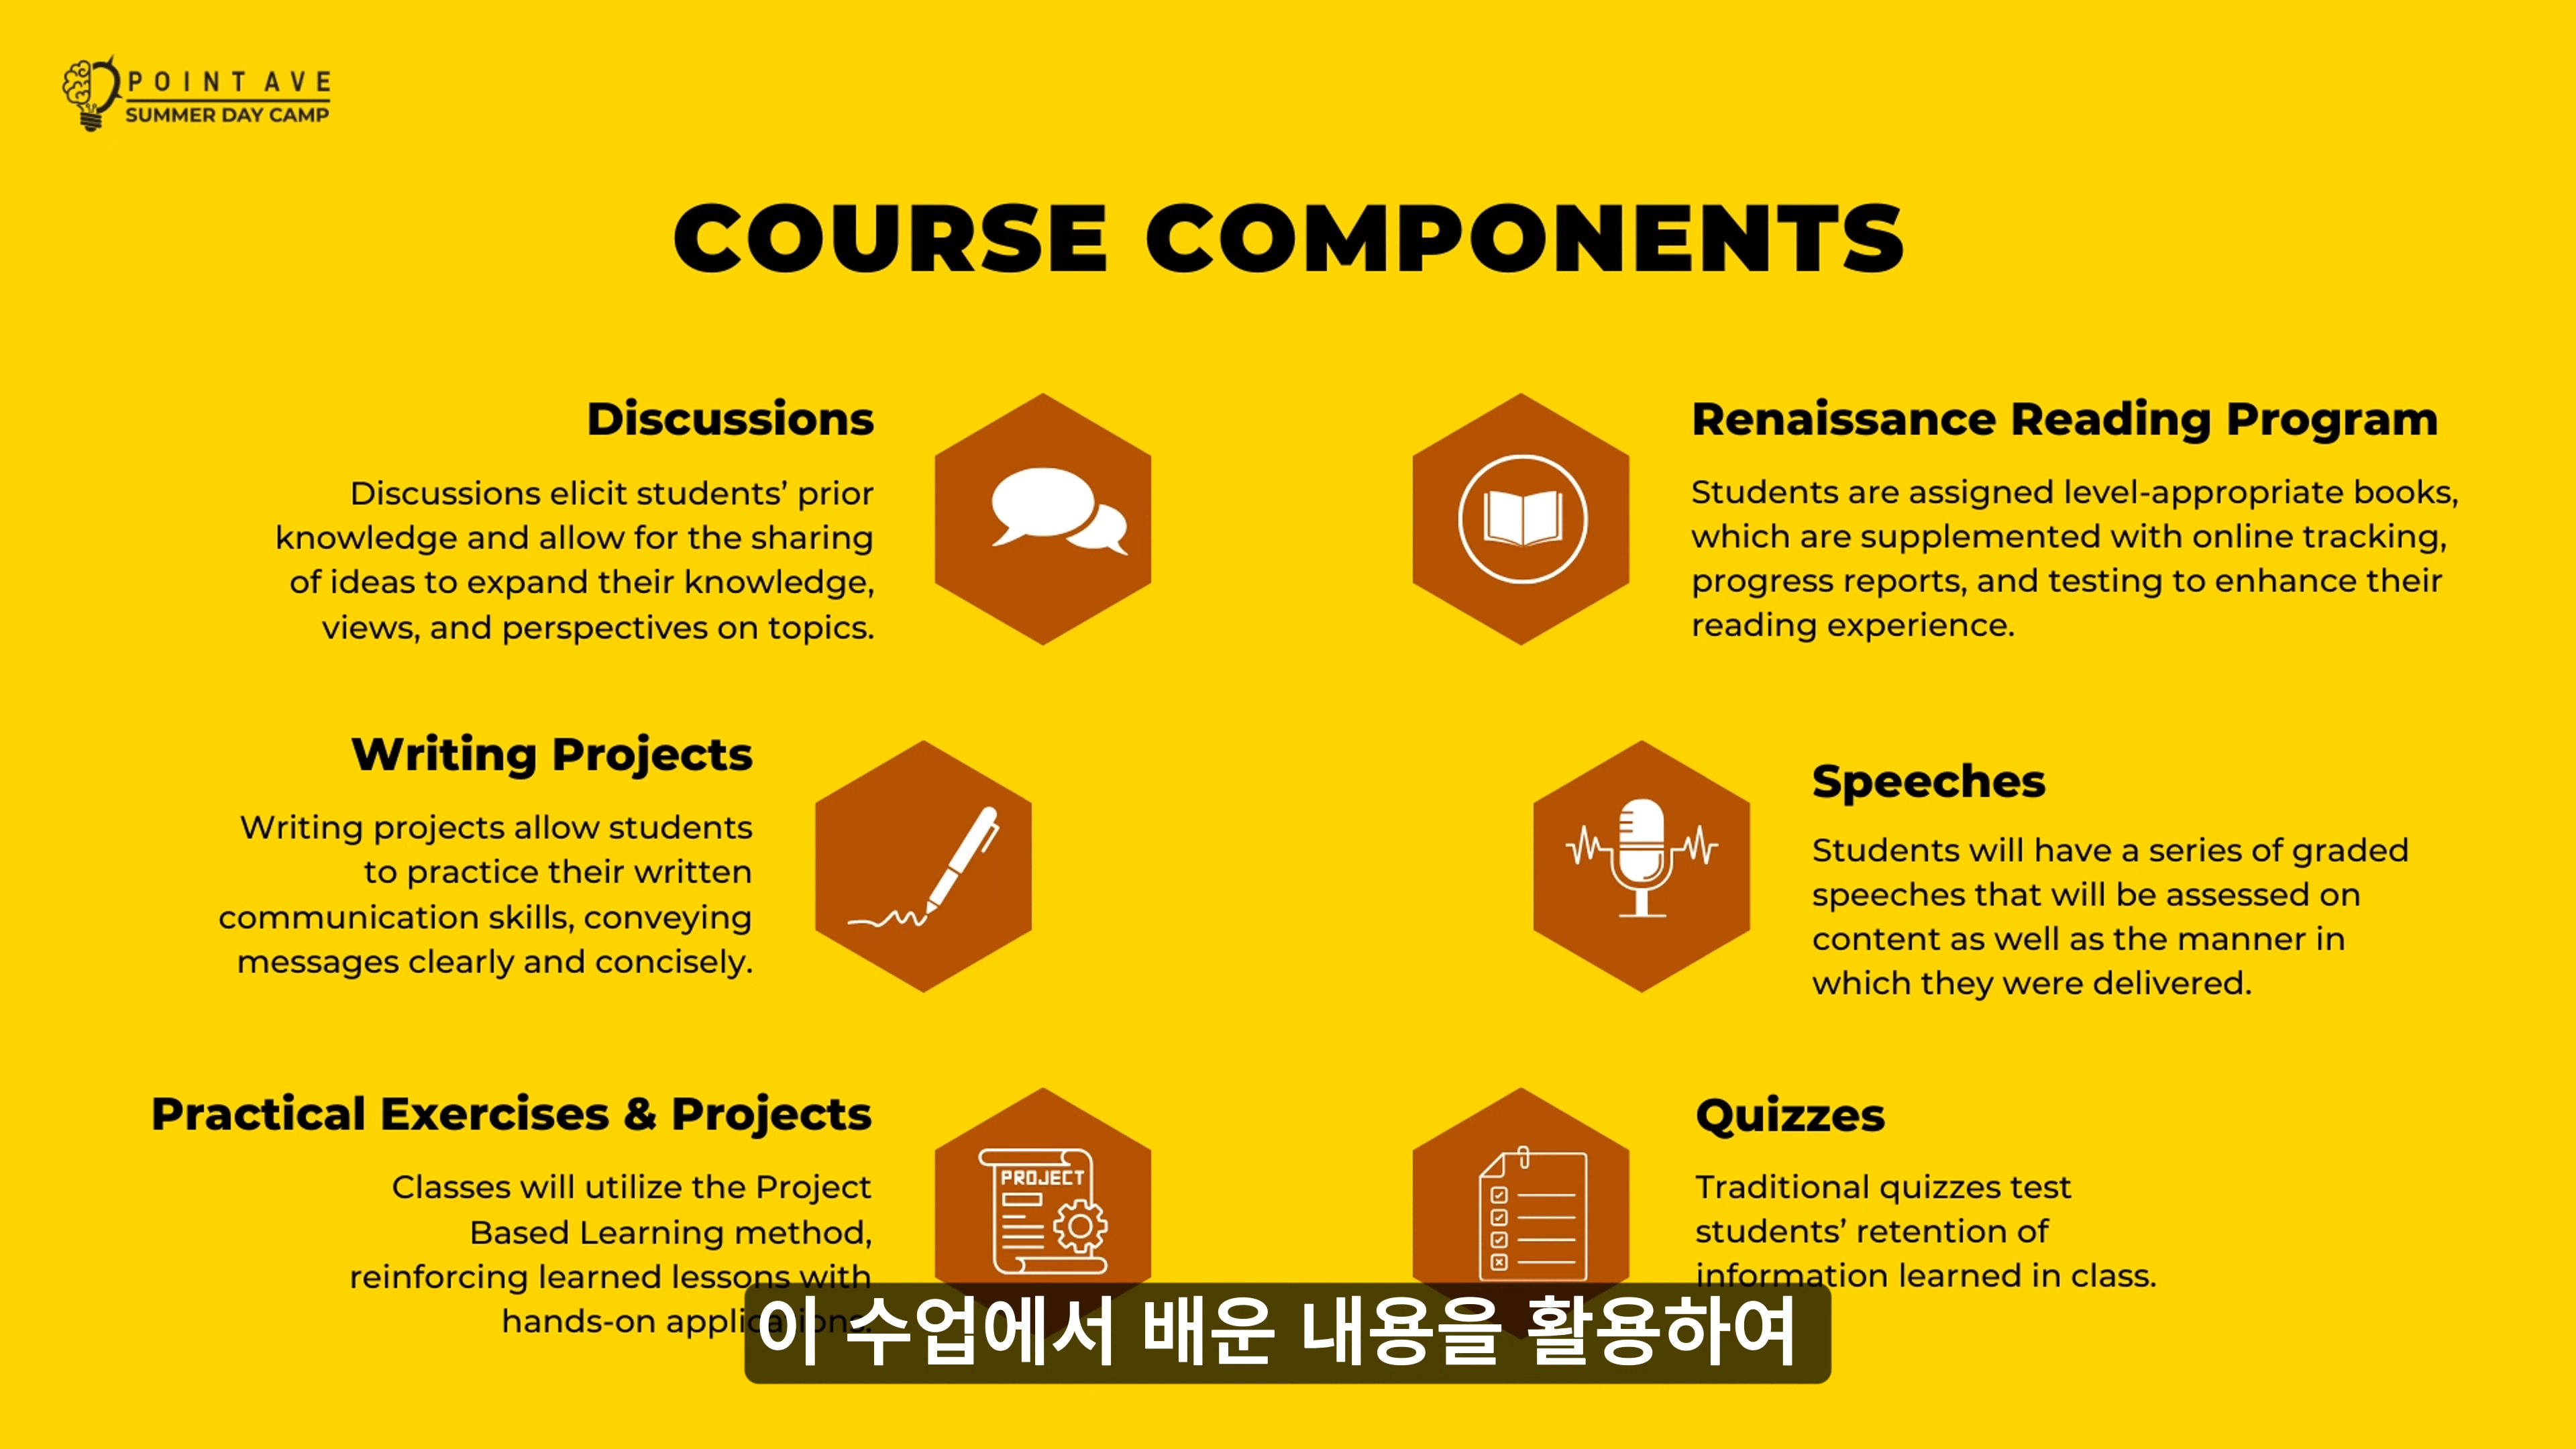 POINT AVE
SUMMER DAY CAMP
COURSE COMPONENTS
Discussions
Discussions elicit students’ prior
knowledge and allow for the sharing
of ideas to expand their knowledge,
views, and perspectives on topics.
Renaissance Reading Program
Students are assigned level-appropriate books,
which are supplemented with online tracking,
progress reports, and testing to enhance their
reading experience.
Writing Projects
Writing projects allow students
to practice their written
communication skills, conveying
messages clearly and concisely.
Speeches
Students will have a series of graded
speeches that will be assessed on
content as well as the manner in
which they were delivered.
Practical Exercises & Projects
Classes will utilize the Project
Based Learning method,
reinforcing learned lessons with
hands-on applications.
PROJECT
Quizzes
Traditional quizzes test
students’ retention of
information learned in class.
이 수업에서 배운 내용을 활용하여